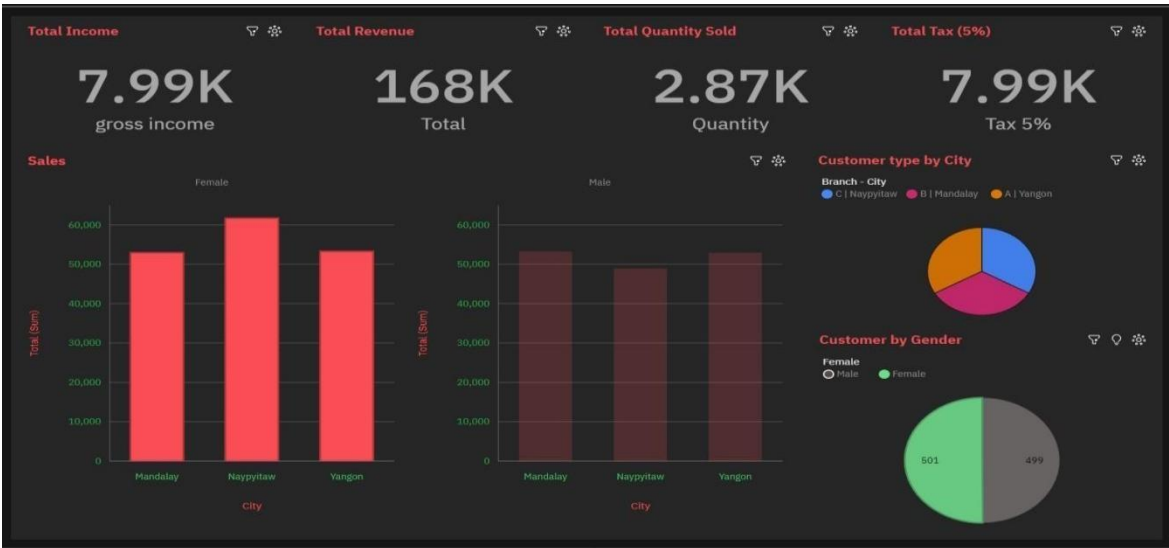 Total Income
7.99K
gross income
Total Revenue
168K
Total
Total Quantity Sold
2.87K
Quantity
Total Tax (5%)
7.99K
Tax 5%
Sales
Female
60,000
50,000
40,000
30,000
20,000
10,000
0
Total (Sum)
Mandalay Naypyitaw Yangon
City
Male
60,000
50,000
40,000
30,000
20,000
10,000
0
Total (Sum)
Mandalay Naypyitaw Yangon
City
Customer type by City
Branch - City
C | Naypyitaw B | Mandalay A | Yangon
Customer by Gender
Female
Male Female
501 499